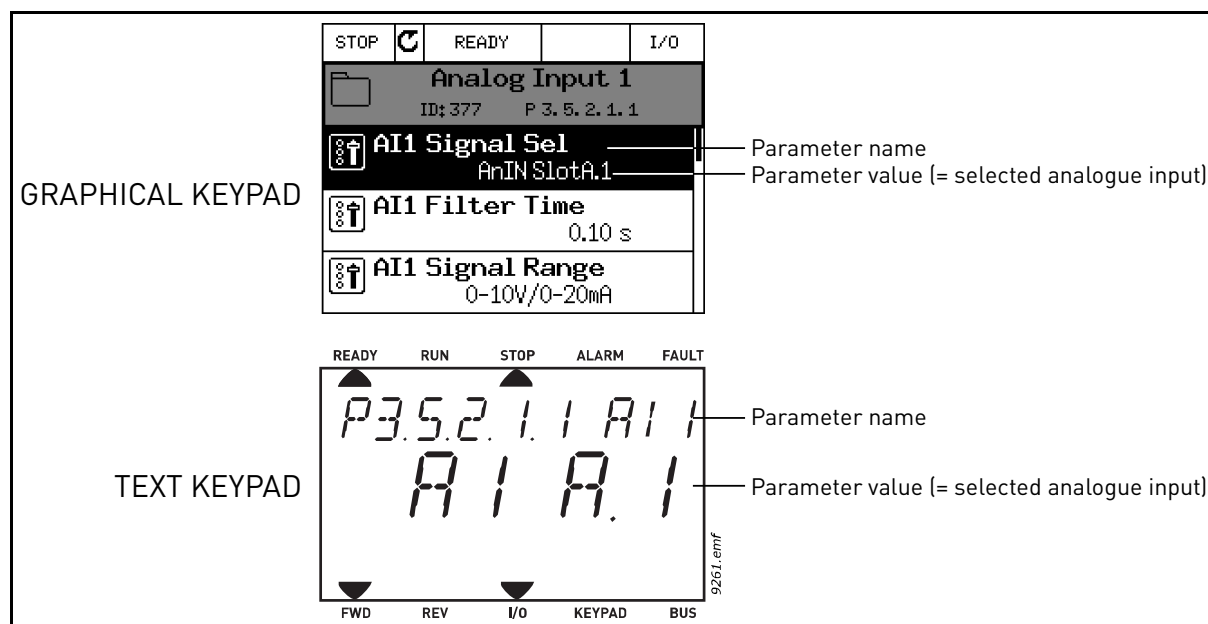 GRAPHICAL KEYPAD
STOP READY I/O
Analog Input 1
ID:377 P3.5.2.1.1
AI1 Signal Sel
AnIN SlotA.1
AI1 Filter Time
0.10 s
AI1 Signal Range
0-10V/0-20mA
Parameter name
Parameter value (= selected analogue input)
TEXT KEYPAD
READY RUN STOP ALARM FAULT
P3.5.2.1.1 AI1
AI A.1
FWD REV I/O KEYPAD BUS
Parameter name
Parameter value (= selected analogue input)
9261.emf